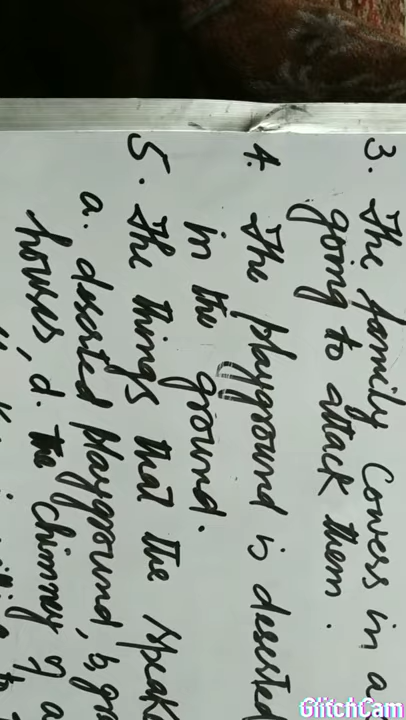 3. The family Cowers in a
going to attack them.
4. The playground is deserted
in the ground.
5. The things that the speak
a. deserted playground, b, gr
houses, d. the chimney of a
GlitchCam